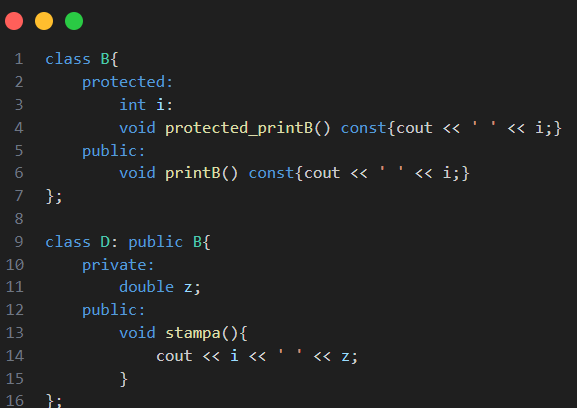 1 class B{
2     protected:
3         int i:
4         void protected_printB() const{cout << ' ' << i;}
5     public:
6         void printB() const{cout << ' ' << i;}
7 };
8
9 class D: public B{
10     private:
11         double z;
12     public:
13         void stampa(){
14             cout << i << ' ' << z;
15         }
16 };